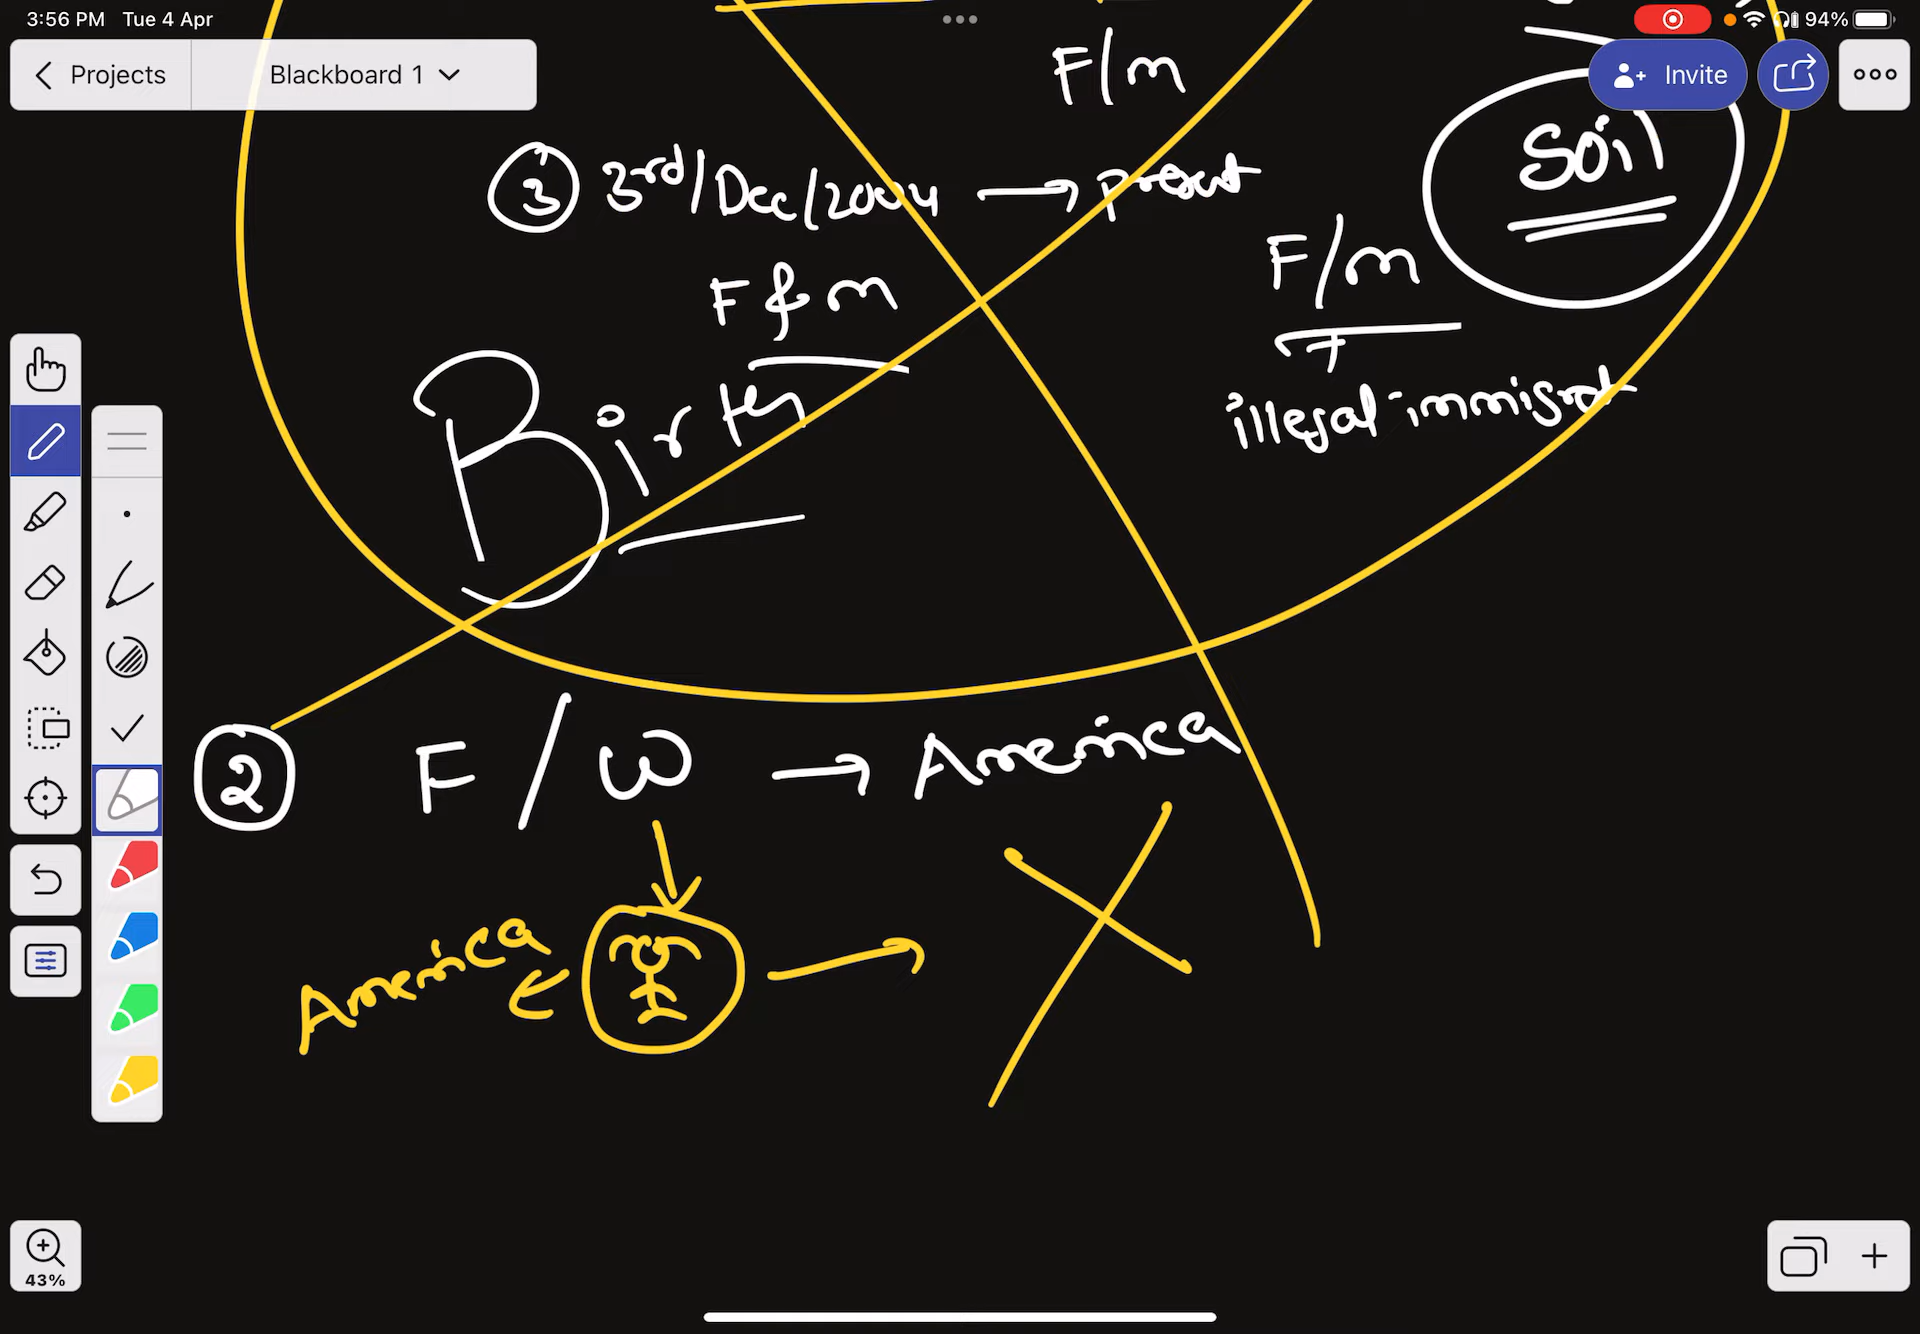 3:56 PM Tue 4 Apr 94%
Projects Blackboard 1 Invite
F/m
Soil
③ 3rd/Dec/2004 → present
F/m
F & m
illegal-immigrat
Birth
② F / W → America
America
43%